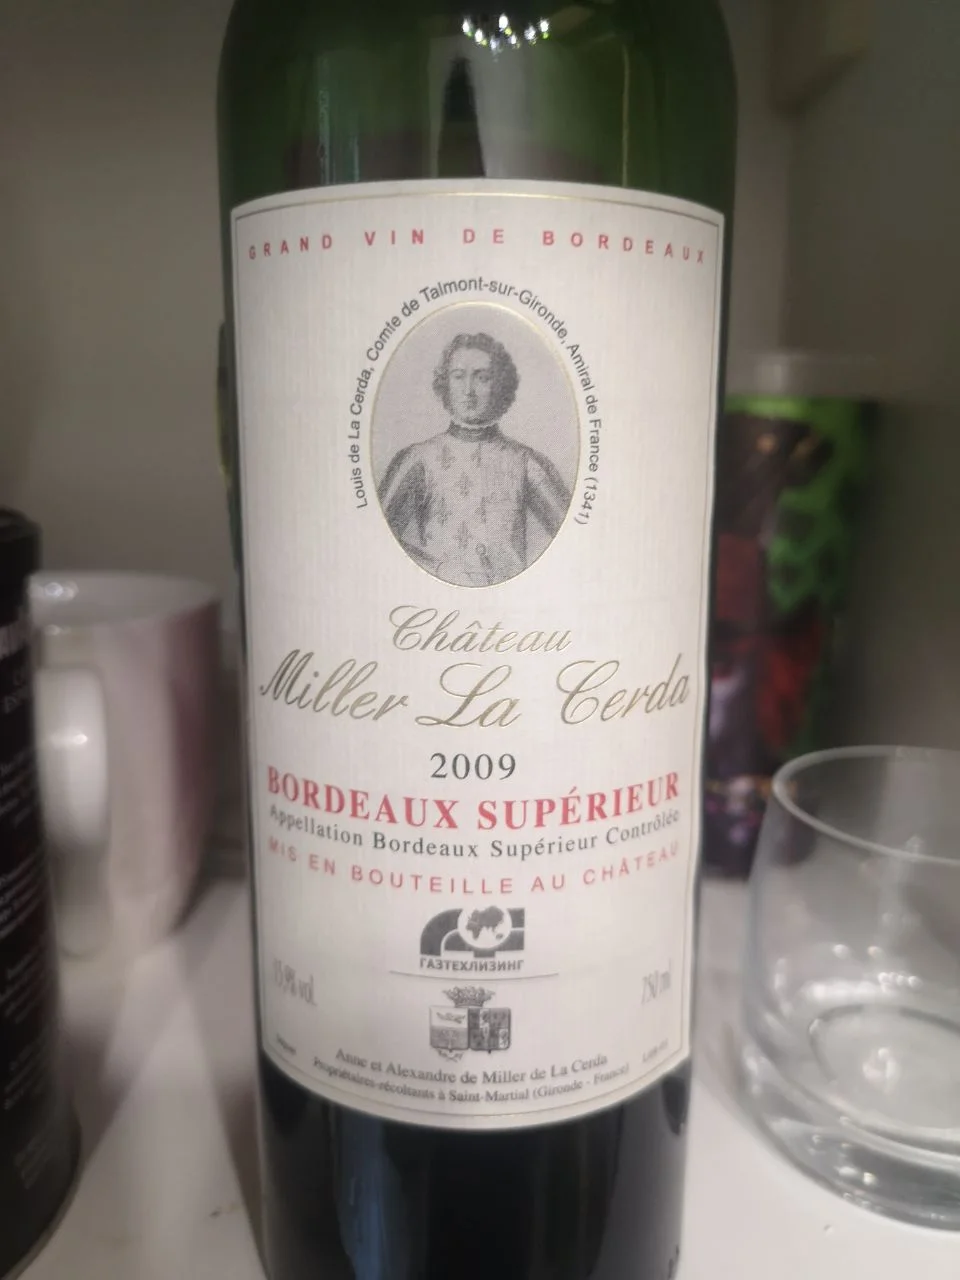 GRAND VIN DE BORDEAUX
Louis de La Cerda, Comte de Talmont-sur-Gironde, Amiral de France (1341)
Château
Miller La Cerda
2009
BORDEAUX SUPÉRIEUR
Appellation Bordeaux Supérieur Contrôlée
MIS EN BOUTEILLE AU CHÂTEAU
ГАЗТЕХЛИЗИНГ
750 ml
Anne et Alexandre de Miller de La Cerda
Propriétaires-récoltants à Saint-Martial (Gironde - France)